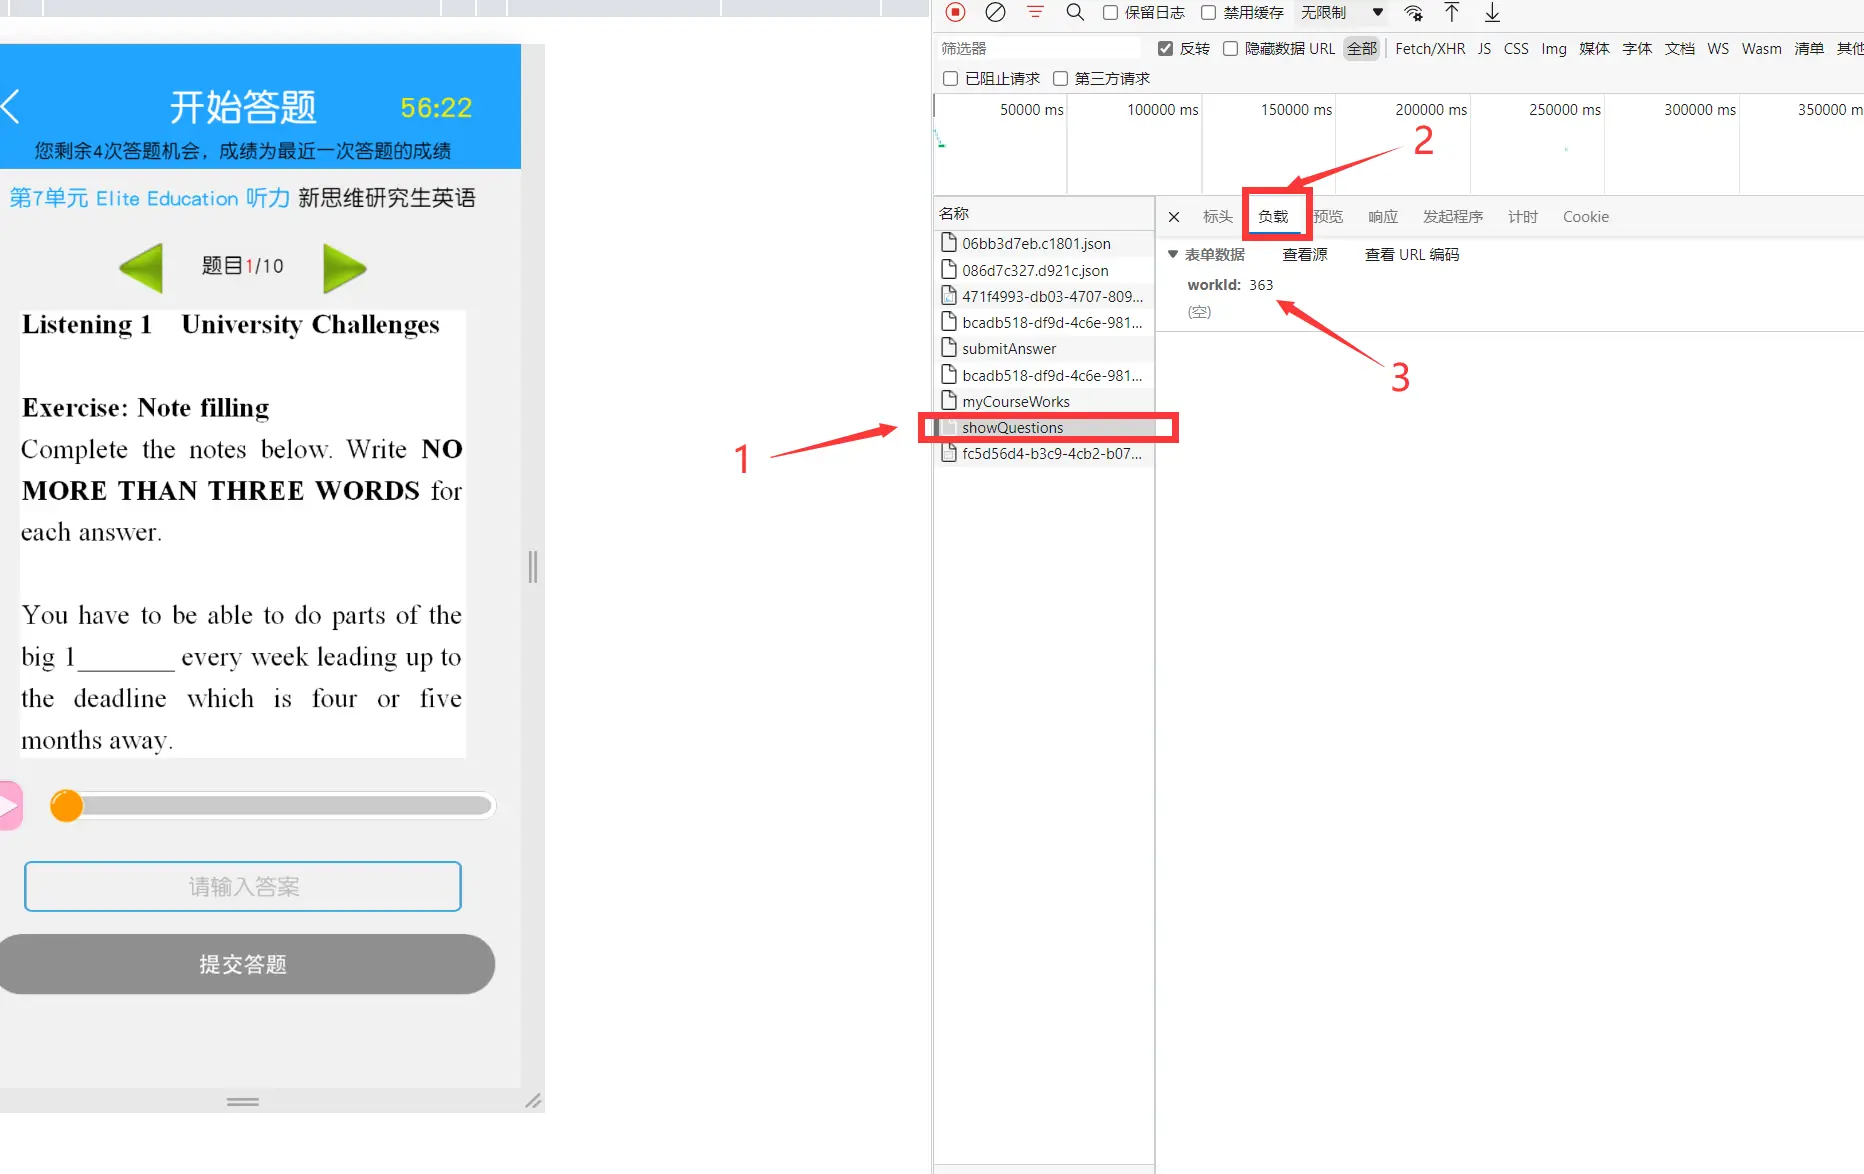 开始答题
56:22
您剩余4次答题机会，成绩为最近一次答题的成绩
第7单元 Elite Education 听力 新思维研究生英语
题目1/10
Listening 1 University Challenges
Exercise: Note filling
Complete the notes below. Write NO
MORE THAN THREE WORDS for
each answer.
You have to be able to do parts of the
big 1_______ every week leading up to
the deadline which is four or five
months away.
请输入答案
提交答题
保留日志 禁用缓存 无限制
筛选器 反转 隐藏数据 URL 全部 Fetch/XHR JS CSS Img 媒体 字体 文档 WS Wasm 清单 其他
已阻止请求 第三方请求
50000 ms 100000 ms 150000 ms 200000 ms 250000 ms 300000 ms 350000 m
2
名称
06bb3d7eb.c1801.json
086d7c327.d921c.json
471f4993-db03-4707-809...
bcadb518-df9d-4c6e-981...
submitAnswer
bcadb518-df9d-4c6e-981...
myCourseWorks
showQuestions
fc5d56d4-b3c9-4cb2-b07...
1
标头 负载 预览 响应 发起程序 计时 Cookie
表单数据 查看源 查看 URL 编码
workId: 363
(空)
3